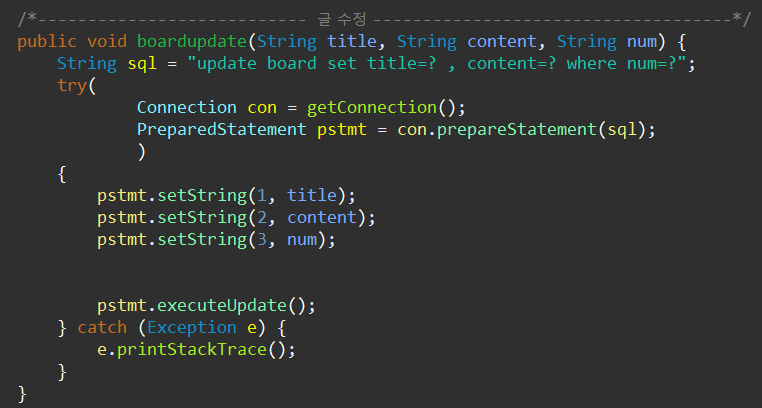 /*--------------------------- 글 수정 ------------------------------------*/
public void boardupdate(String title, String content, String num) {
String sql = "update board set title=? , content=? where num=?";
try(
Connection con = getConnection();
PreparedStatement pstmt = con.prepareStatement(sql);
)
{
pstmt.setString(1, title);
pstmt.setString(2, content);
pstmt.setString(3, num);
pstmt.executeUpdate();
} catch (Exception e) {
e.printStackTrace();
}
}